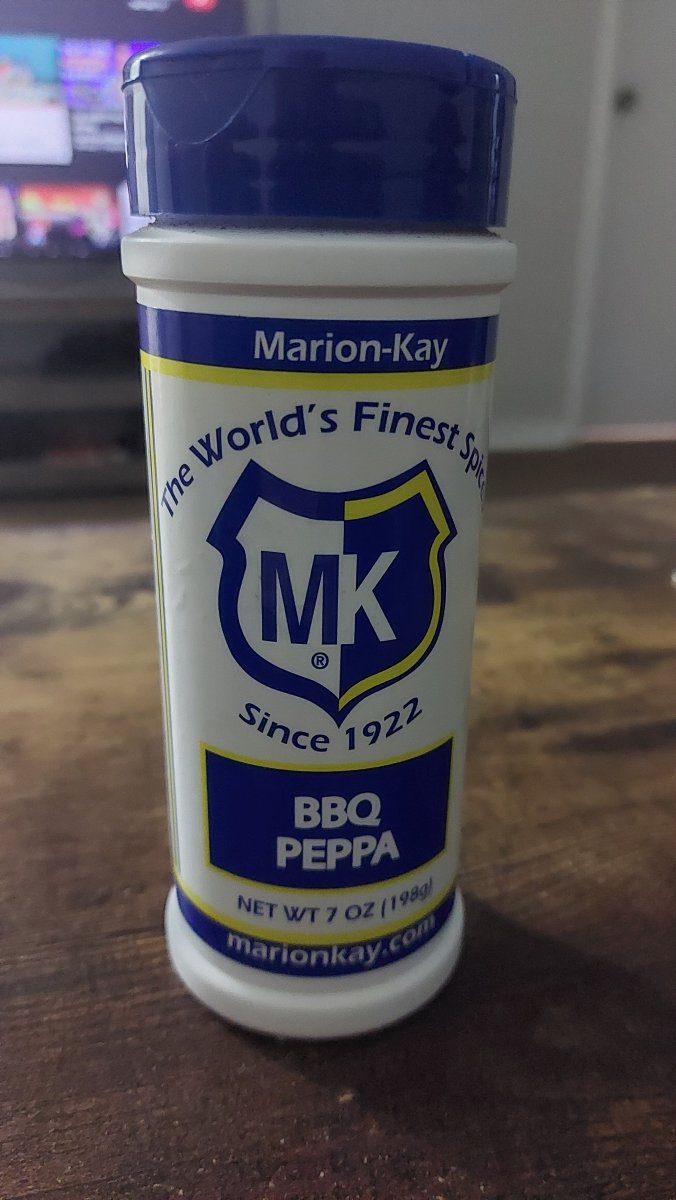 Marion-Kay
The World's Finest
MK
®
Since 1922
BBQ
PEPPA
NET WT 7 OZ (198g)
marionkay.com